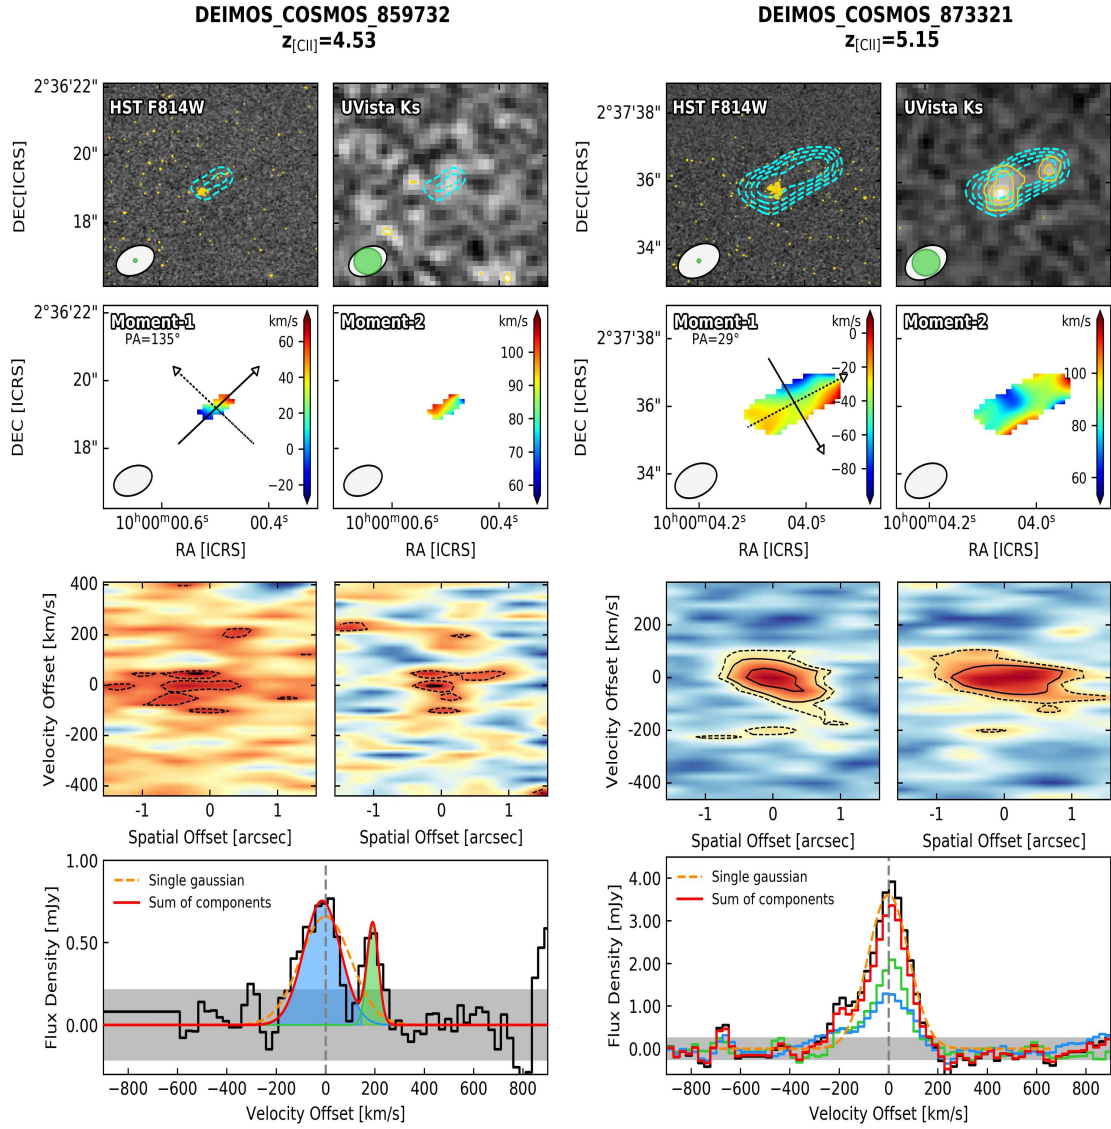 DEIMOS_COSMOS_859732
z[CII]=4.53
DEIMOS_COSMOS_873321
z[CII]=5.15
HST F814W
UVista Ks
HST F814W
UVista Ks
2°36'22"
20"
18"
DEC[ICRS]
2°37'38"
36"
34"
DEC[ICRS]
Moment-1
PA=135°
km/s
60
40
20
0
−20
Moment-2
km/s
100
90
80
70
60
Moment-1
PA=29°
km/s
0
−20
−40
−60
−80
Moment-2
km/s
100
80
60
2°36'22"
20"
18"
DEC [ICRS]
2°37'38"
36"
34"
DEC [ICRS]
10ʰ00ᵐ00.6ˢ
00.4ˢ
10ʰ00ᵐ00.6ˢ
00.4ˢ
10ʰ00ᵐ04.2ˢ
04.0ˢ
10ʰ00ᵐ04.2ˢ
04.0ˢ
RA [ICRS]
RA [ICRS]
RA [ICRS]
RA [ICRS]
400
200
0
-200
-400
Velocity Offset [km/s]
200
0
-200
-400
Velocity Offset [km/s]
-1 0 1
-1 0 1
-1 0 1
-1 0 1
Spatial Offset [arcsec]
Spatial Offset [arcsec]
Spatial Offset [arcsec]
Spatial Offset [arcsec]
1.00
0.50
0.00
Flux Density [mJy]
Single gaussian
Sum of components
4.00
3.00
2.00
1.00
0.00
Flux Density [mJy]
Single gaussian
Sum of components
−800 −600 −400 −200 0 200 400 600 800
−800 −600 −400 −200 0 200 400 600 800
Velocity Offset [km/s]
Velocity Offset [km/s]